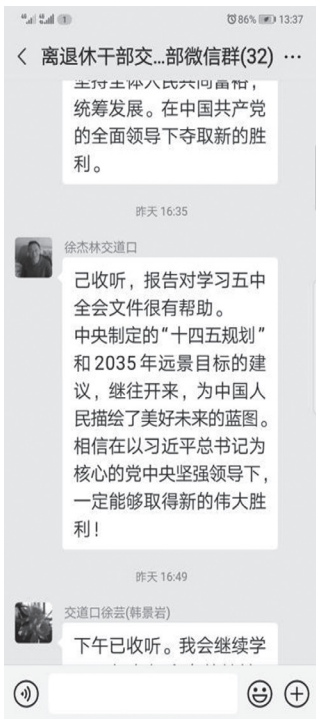 86% 13:37
离退休干部交...部微信群(32) ...
坚持全体人民共同富裕，
统筹发展。在中国共产党
的全面领导下夺取新的胜
利。
昨天 16:35
徐杰林交道口
己收听，报告对学习五中
全会文件很有帮助。
中央制定的“十四五规划”
和2035年远景目标的建
议，继往开来，为中国人
民描绘了美好未来的蓝图。
相信在以习近平总书记为
核心的党中央坚强领导下，
一定能够取得新的伟大胜
利！
昨天 16:49
交道口徐芸(韩景岩)
下午已收听。我会继续学